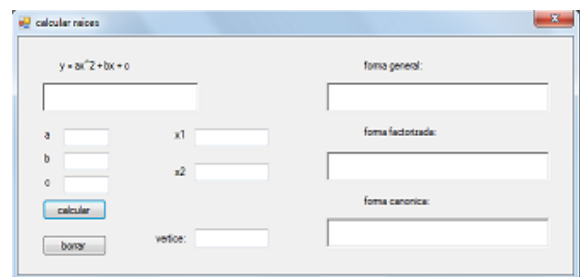 calcular raices
y = ax^2 + bx + c
forma general:
a
x1
forma factorizada:
b
x2
c
calcular
forma canonica:
vertice:
borrar